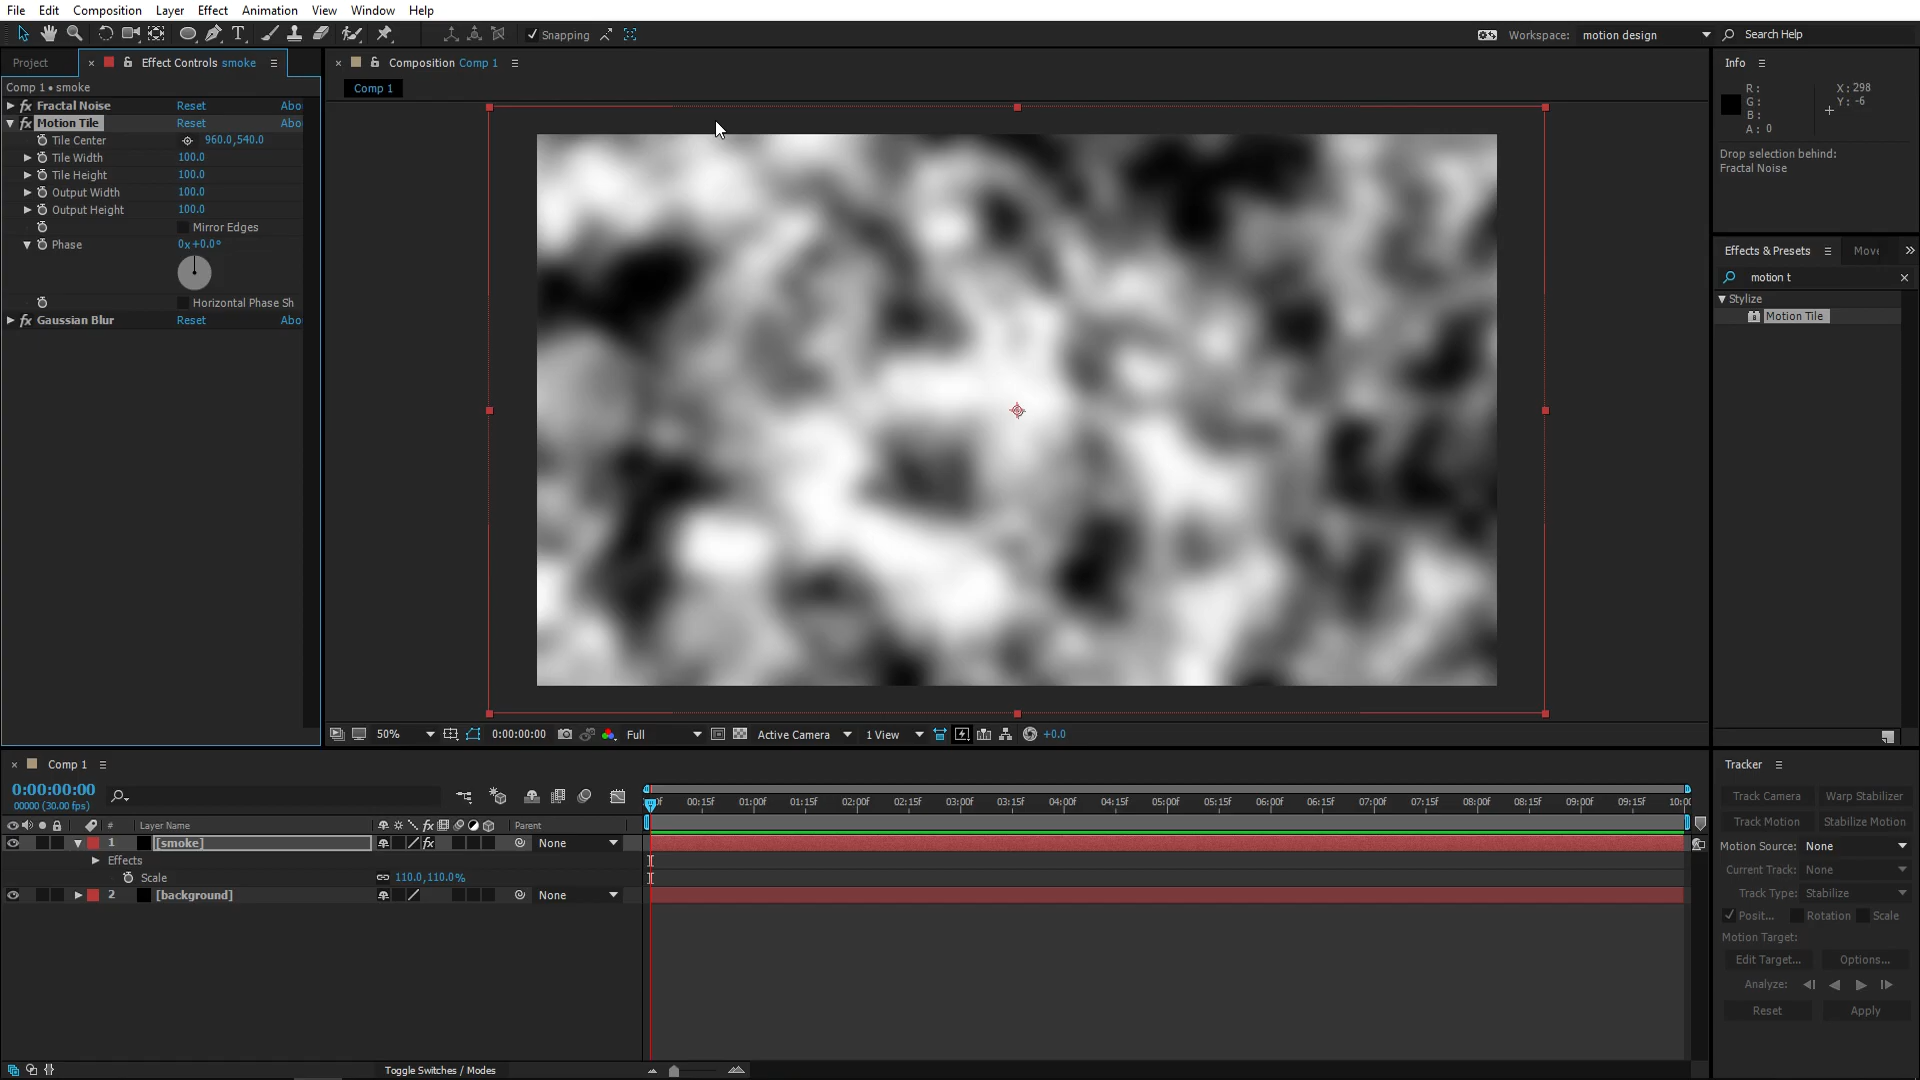 File Edit Composition Layer Effect Animation View Window Help
Snapping
Workspace: motion design
Search Help
Project
Effect Controls smoke
Comp 1 • smoke
Fractal Noise Reset Abo
Motion Tile Reset Abo
Tile Center 960.0,540.0
Tile Width 100.0
Tile Height 100.0
Output Width 100.0
Output Height 100.0
Mirror Edges
Phase 0x+0.0°
Horizontal Phase Sh
Gaussian Blur Reset Abo
Composition Comp 1
Comp 1
50% 0:00:00:00 Full Active Camera 1 View +0.0
Info
R: X: 298
G: Y: -6
B:
A: 0
Drop selection behind:
Fractal Noise
Effects & Presets Move
motion t
Stylize
Motion Tile
Comp 1
0:00:00:00
00000 (30.00 fps)
# Layer Name Parent
1 [smoke] None
Effects
Scale 110.0,110.0%
2 [background] None
00:15f 01:00f 01:15f 02:00f 02:15f 03:00f 03:15f 04:00f 04:15f 05:00f 05:15f 06:00f 06:15f 07:00f 07:15f 08:00f 08:15f 09:00f 09:15f 10:00
Toggle Switches / Modes
Tracker
Track Camera Warp Stabilizer
Track Motion Stabilize Motion
Motion Source: None
Current Track: None
Track Type: Stabilize
Posit... Rotation Scale
Motion Target:
Edit Target... Options...
Analyze:
Reset Apply